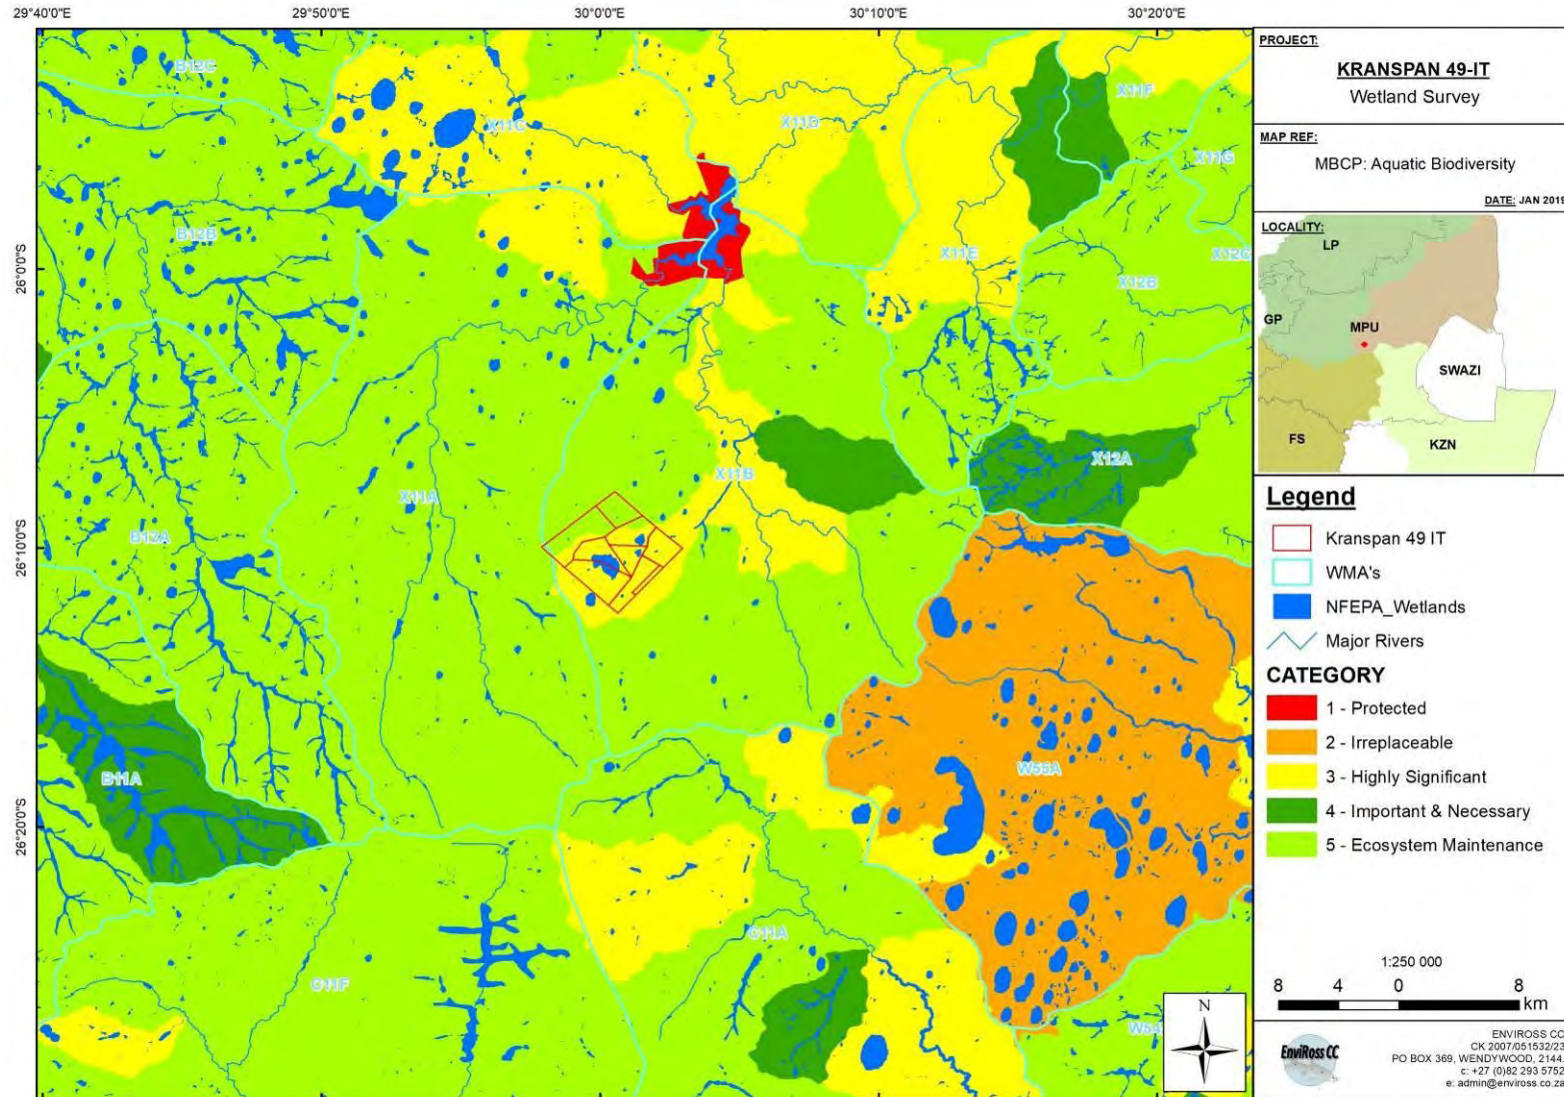 29°40'0"E
29°50'0"E
30°0'0"E
30°10'0"E
30°20'0"E
26°0'0"S
26°10'0"S
26°20'0"S
B12C
X11C
X11D
X11F
X11G
B12B
X11E
X12B
X12C
X11B
X12A
X11A
B12A
B11A
W55A
C11A
C11F
N
PROJECT:
KRANSPAN 49-IT
Wetland Survey
MAP REF:
MBCP: Aquatic Biodiversity
DATE: JAN 2019
LOCALITY:
LP
GP
MPU
SWAZI
FS
KZN
Legend
Kranspan 49 IT
WMA's
NFEPA_Wetlands
Major Rivers
CATEGORY
1 - Protected
2 - Irreplaceable
3 - Highly Significant
4 - Important & Necessary
5 - Ecosystem Maintenance
1:250 000
8 4 0 8
km
EnviRoss CC
ENVIROSS CC
CK 2007/051532/23
PO BOX 369, WENDYWOOD, 2144.
c: +27 (0)82 293 5752
e: admin@enviross.co.za